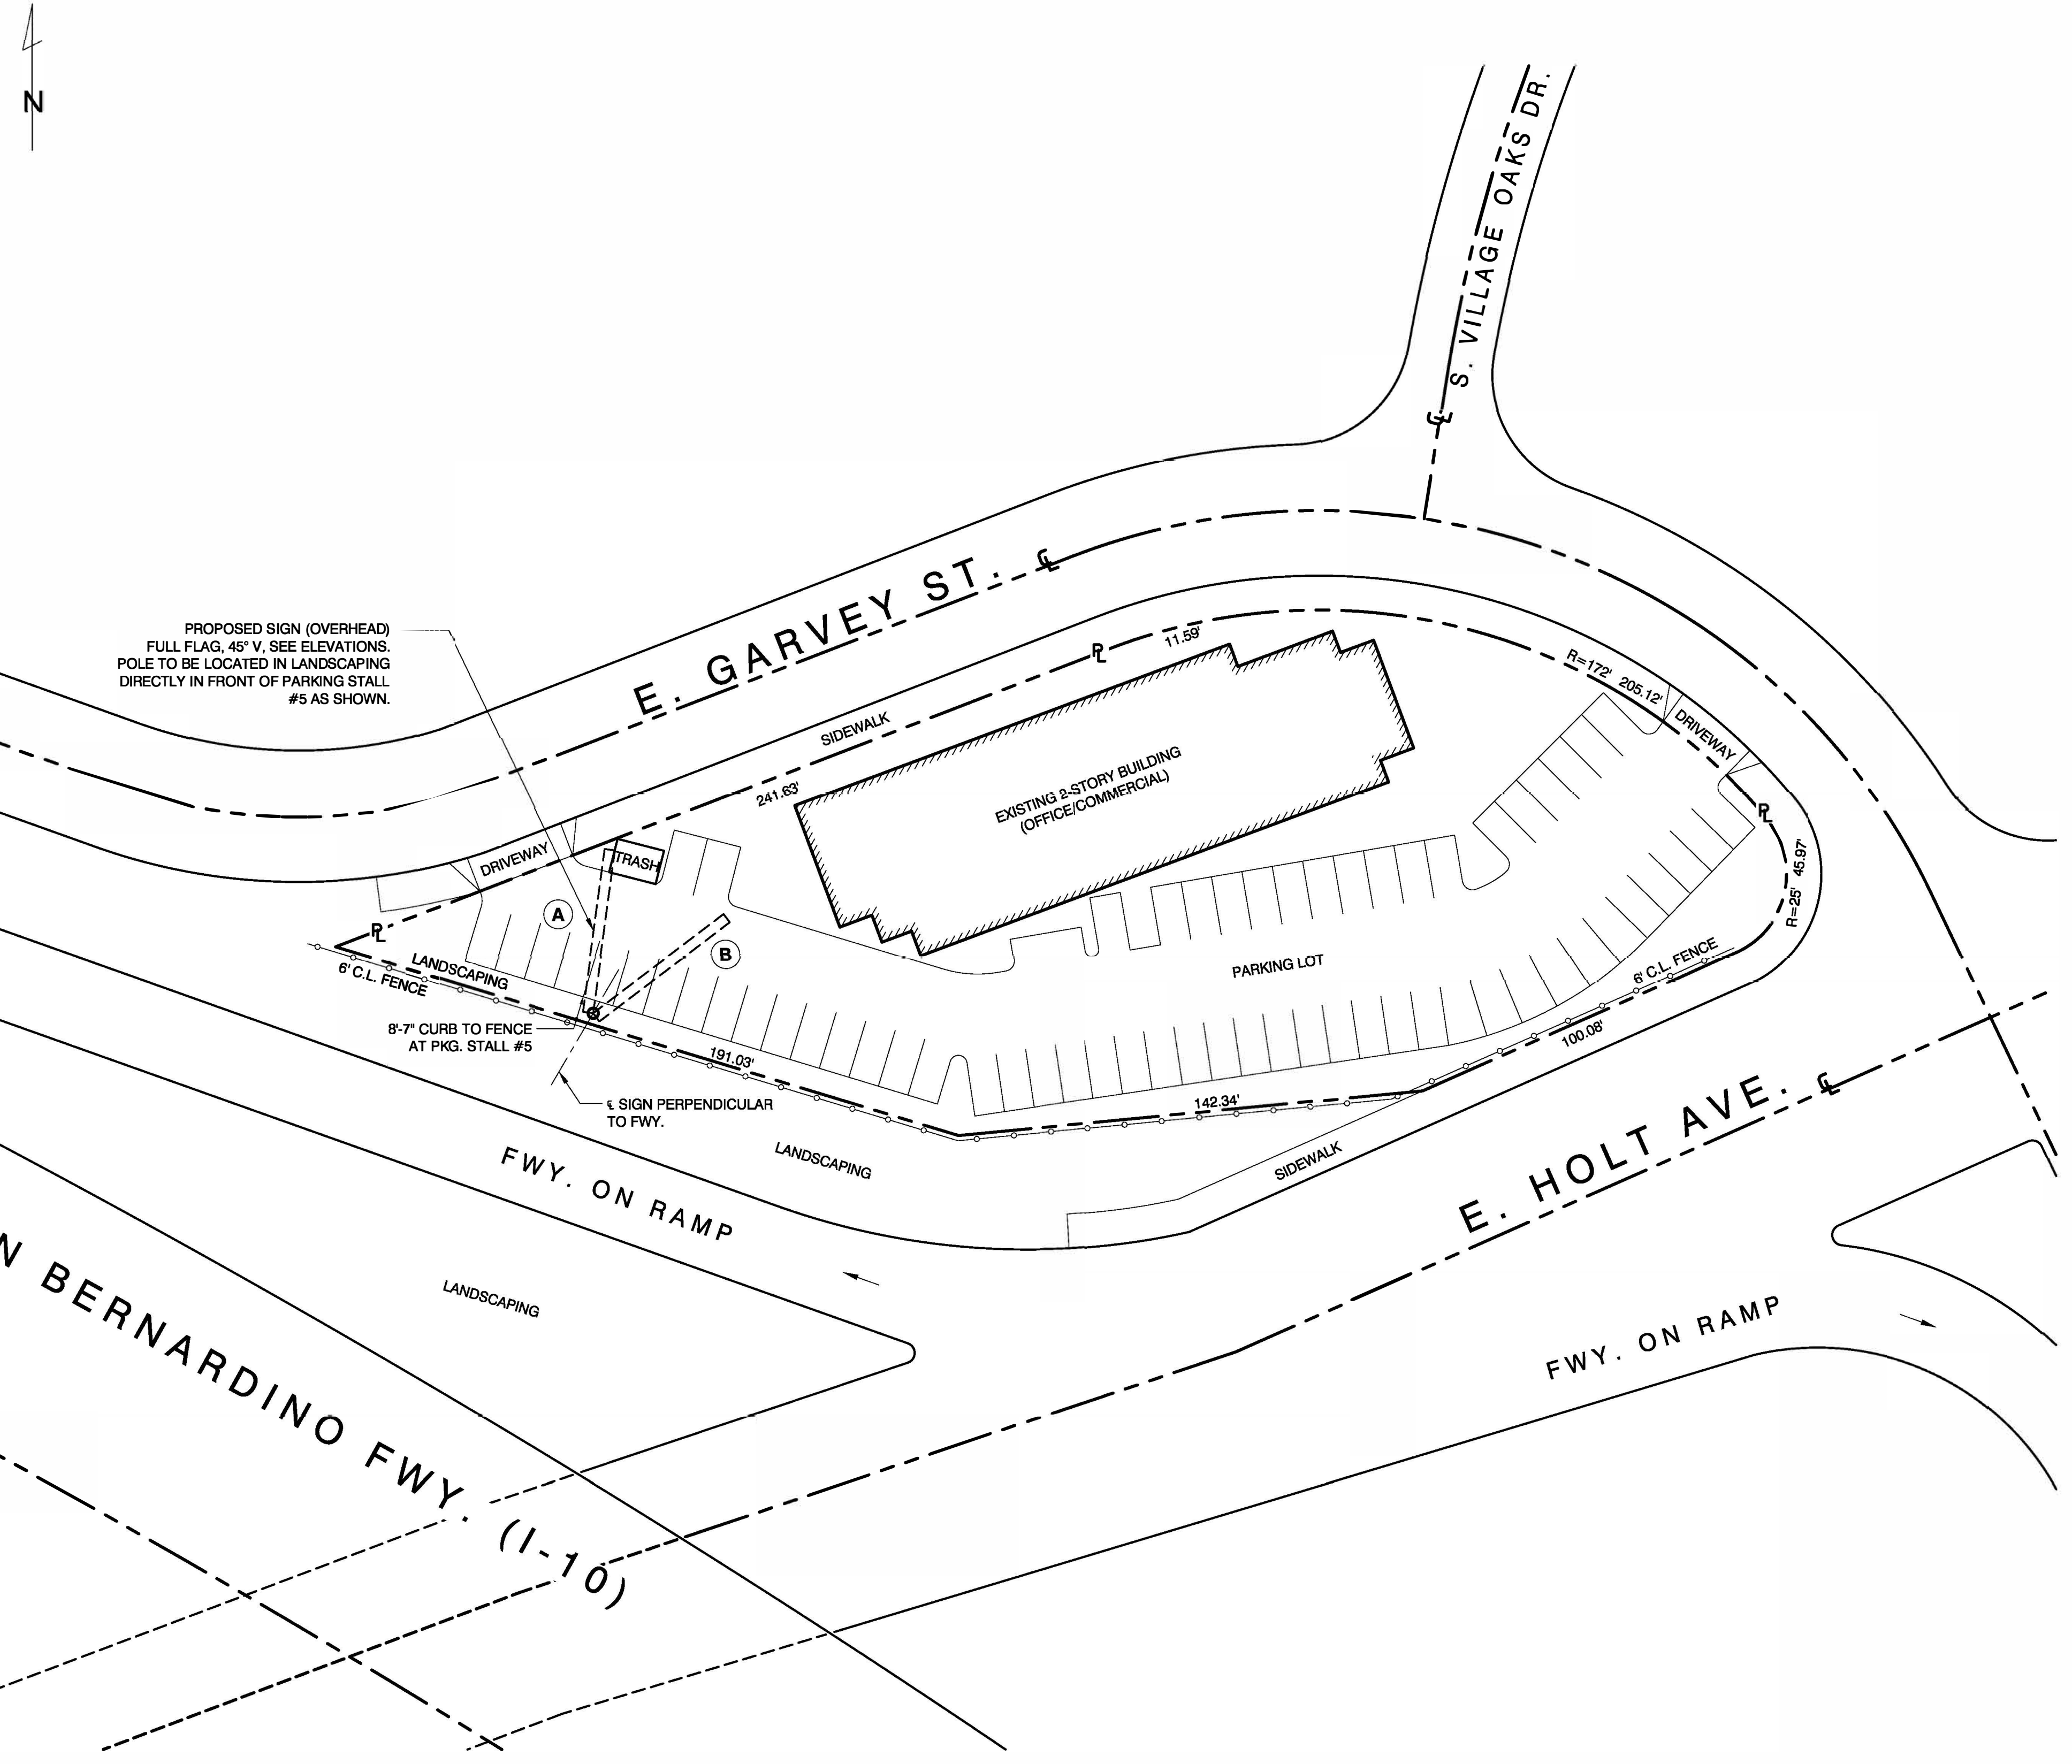 N
S. VILLAGE OAKS DR.
℄
E. GARVEY ST. ℄
PROPOSED SIGN (OVERHEAD)
FULL FLAG, 45° V, SEE ELEVATIONS.
POLE TO BE LOCATED IN LANDSCAPING
DIRECTLY IN FRONT OF PARKING STALL
#5 AS SHOWN.
PL
11.59'
R=172' 205.12'
SIDEWALK
DRIVEWAY
241.63'
EXISTING 2-STORY BUILDING
(OFFICE/COMMERCIAL)
PL
DRIVEWAY
TRASH
R=25' 45.97'
A
B
PL
LANDSCAPING
6' C.L. FENCE
PARKING LOT
6' C.L. FENCE
8'-7" CURB TO FENCE
AT PKG. STALL #5
191.03'
100.08'
142.34'
℄ SIGN PERPENDICULAR
TO FWY.
E. HOLT AVE. ℄
LANDSCAPING
SIDEWALK
FWY. ON RAMP
LANDSCAPING
FWY. ON RAMP
N BERNARDINO FWY. (I-10)